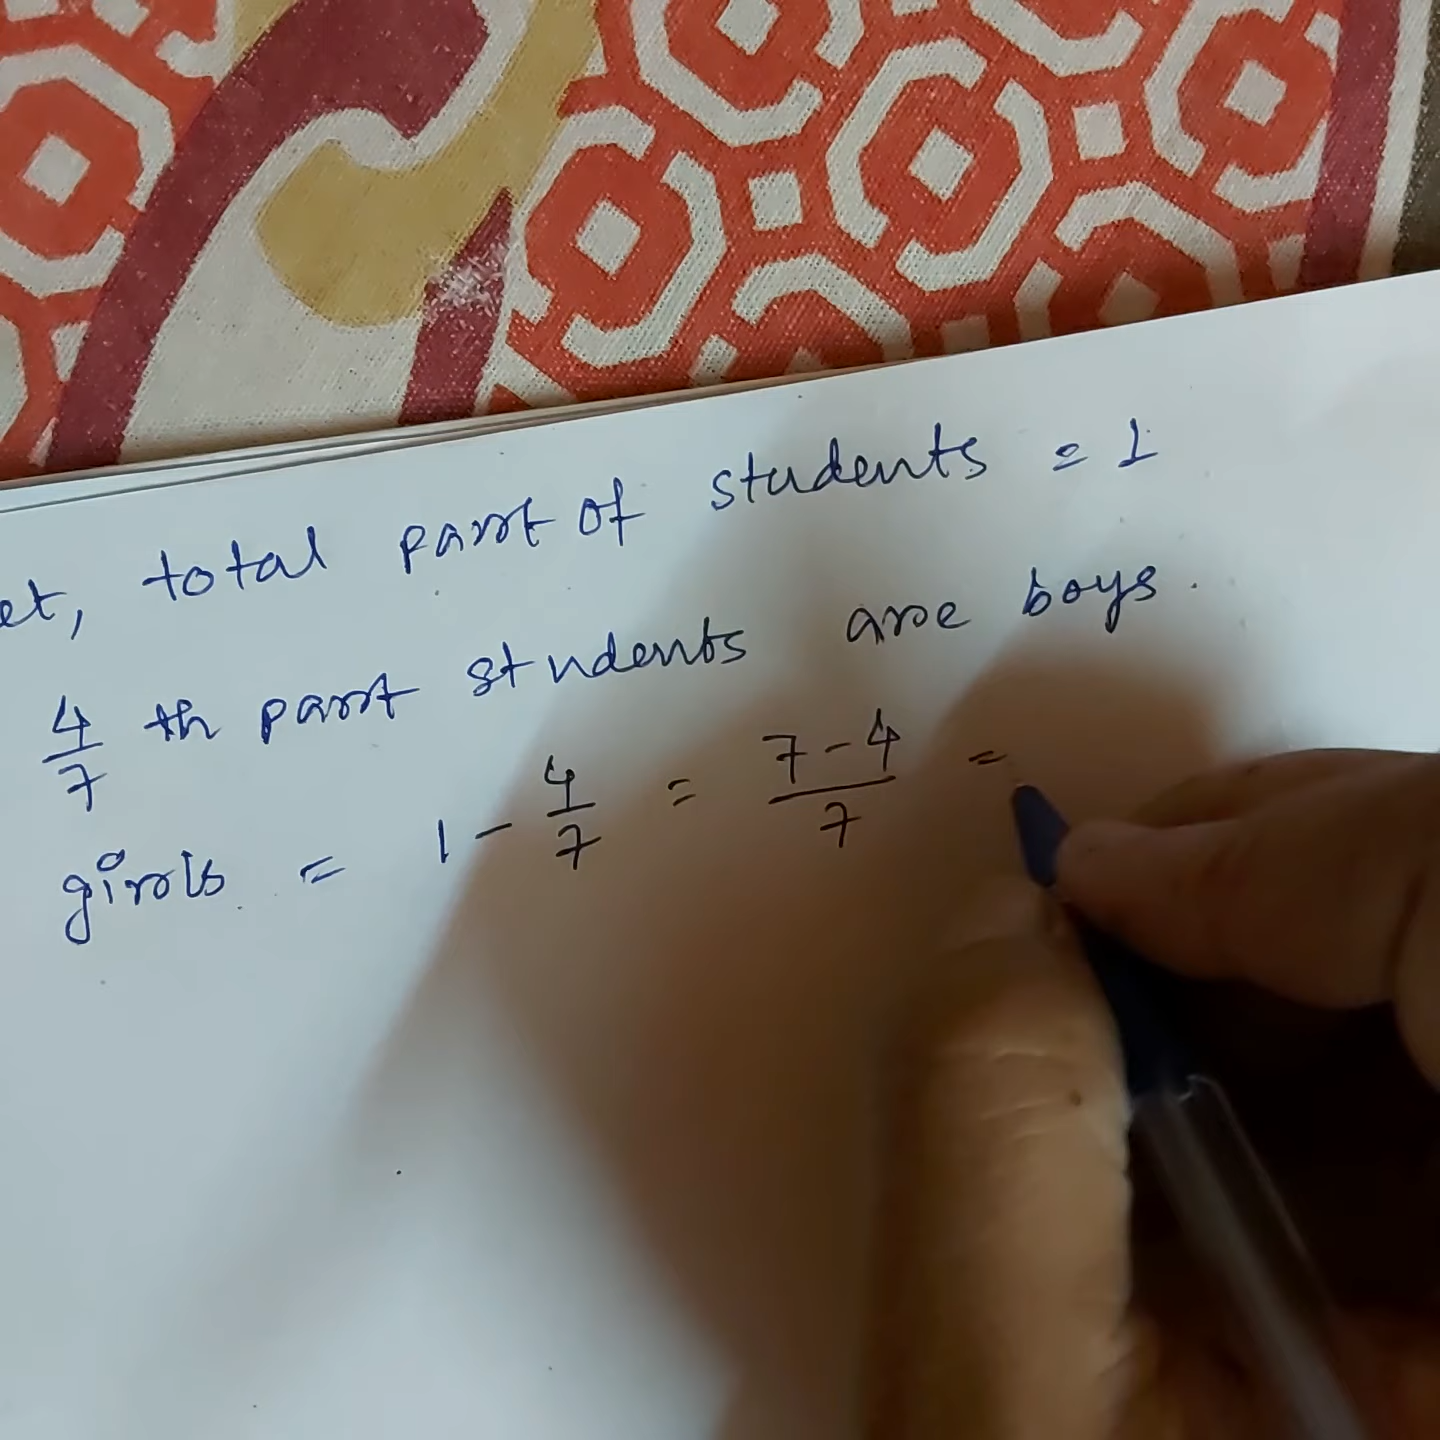 et, total part of students = 1
4/7 th part students are boys.
girls = 1 - 4/7 = 7-4/7 =